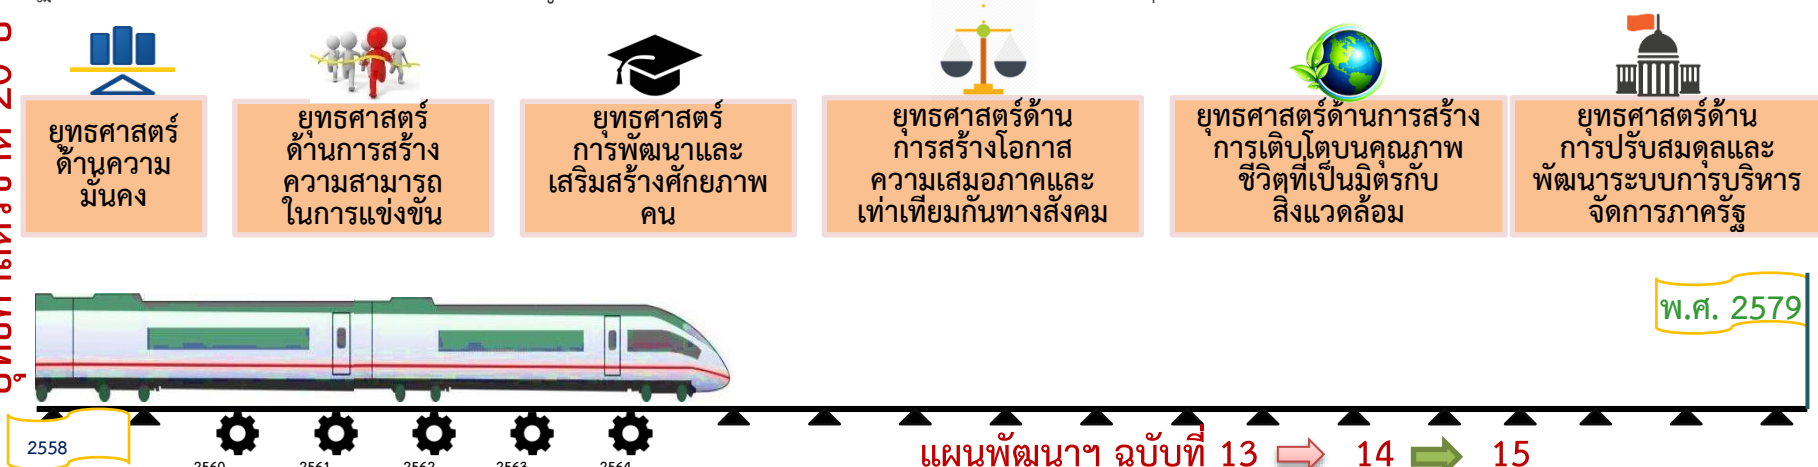 ยุทธศาสตร์
ด้านความ
มั่นคง
ยุทธศาสตร์
ด้านการสร้าง
ความสามารถ
ในการแข่งขัน
ยุทธศาสตร์
การพัฒนาและ
เสริมสร้างศักยภาพ
คน
ยุทธศาสตร์ด้าน
การสร้างโอกาส
ความเสมอภาคและ
เท่าเทียมกันทางสังคม
ยุทธศาสตร์ด้านการสร้าง
การเติบโตบนคุณภาพ
ชีวิตที่เป็นมิตรกับ
สิ่งแวดล้อม
ยุทธศาสตร์ด้าน
การปรับสมดุลและ
พัฒนาระบบการบริหาร
จัดการภาครัฐ
พ.ศ. 2579
2558
2560 2561 2562 2563 2564
แผนพัฒนาฯ ฉบับที่ 13 14 15